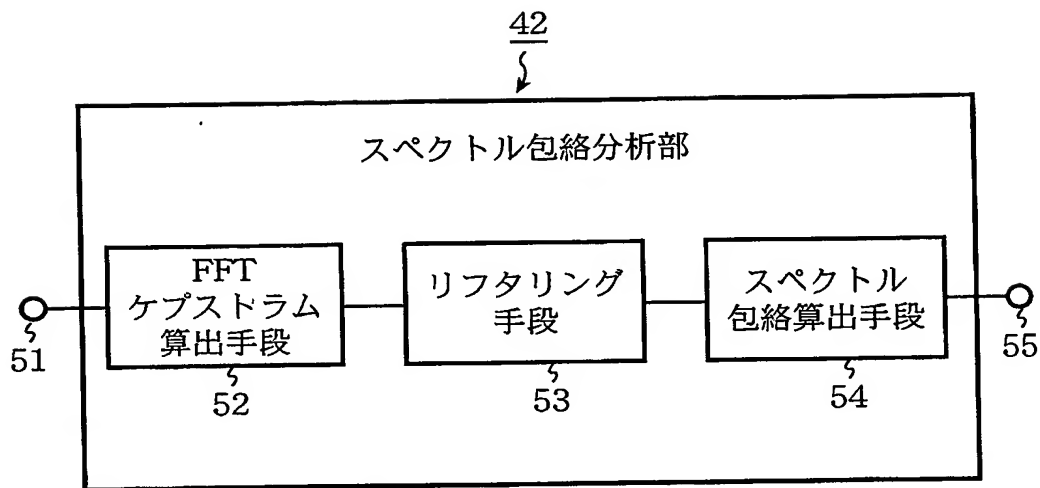 42
スペクトル包絡分析部
FFT
ケプストラム
算出手段
リフタリング
手段
スペクトル
包絡算出手段
51
52
53
54
55